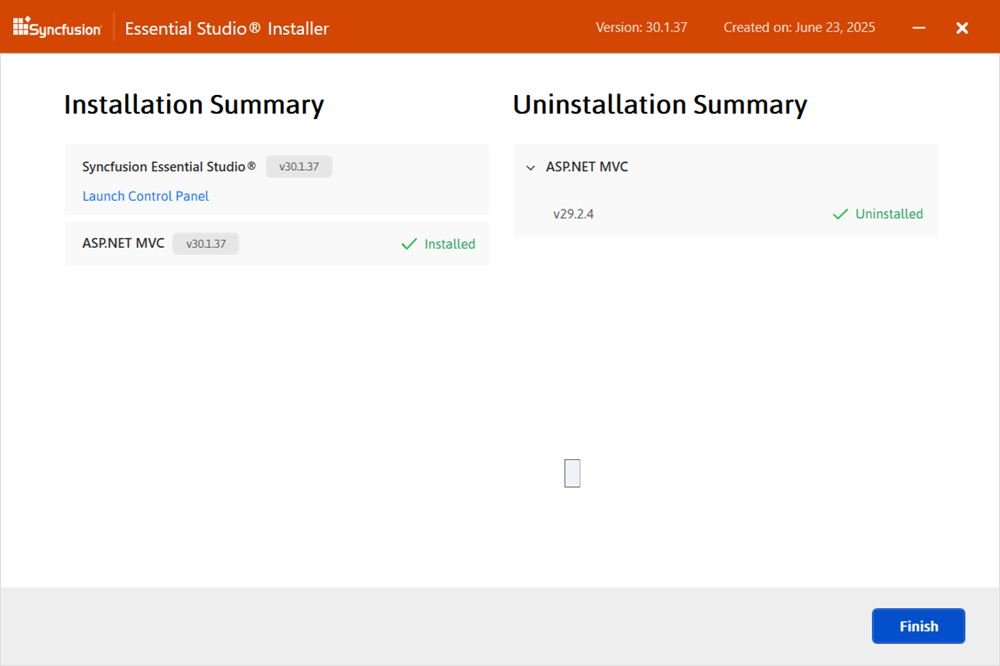 Syncfusion Essential Studio® Installer Version: 30.1.37 Created on: June 23, 2025
Installation Summary
Syncfusion Essential Studio® v30.1.37
Launch Control Panel
ASP.NET MVC v30.1.37 Installed
Uninstallation Summary
ASP.NET MVC
v29.2.4 Uninstalled
Finish